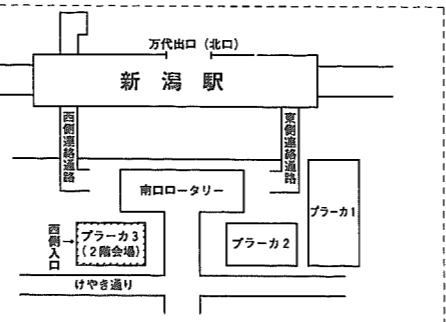 万代出口（北口）
新潟駅
西側連絡通路
東側連絡通路
南口ロータリー
プラーカ1
西側入口
→
プラーカ3
（2階会場）
プラーカ2
けやき通り